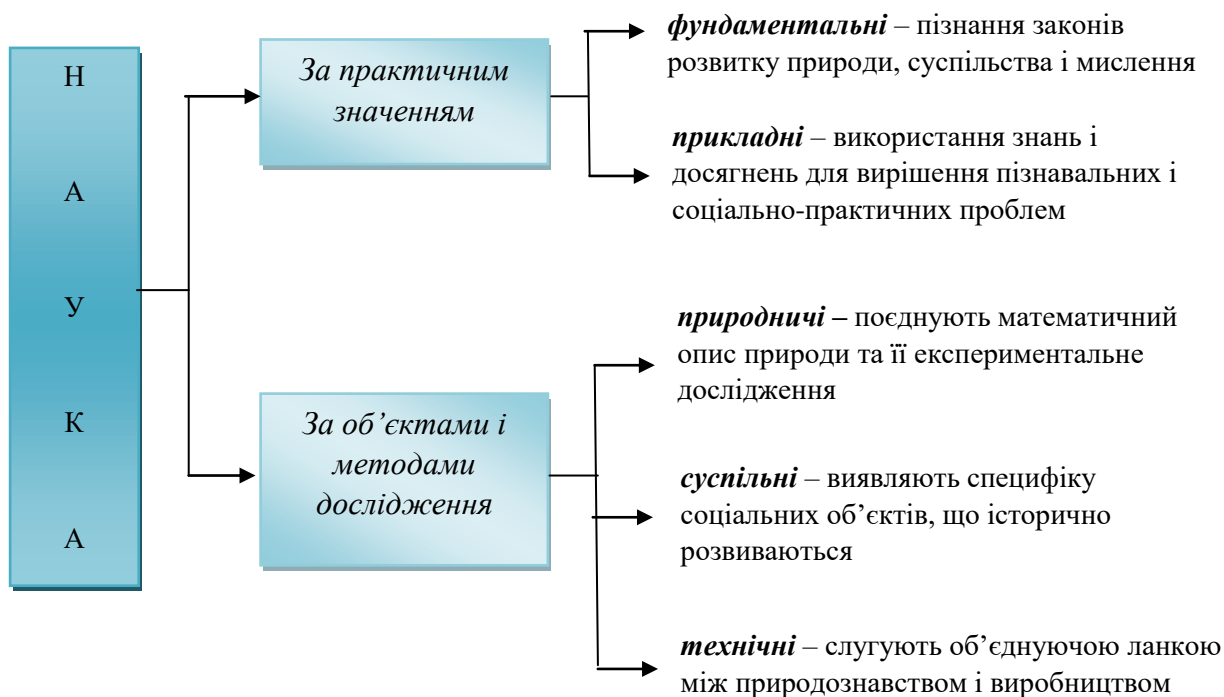 Н
А
У
К
А
За практичним
значенням
фундаментальні – пізнання законів
розвитку природи, суспільства і мислення
прикладні – використання знань і
досягнень для вирішення пізнавальних і
соціально-практичних проблем
За об’єктами і
методами
дослідження
природничі – поєднують математичний
опис природи та її експериментальне
дослідження
суспільні – виявляють специфіку
соціальних об’єктів, що історично
розвиваються
технічні – слугують об’єднуючою ланкою
між природознавством і виробництвом